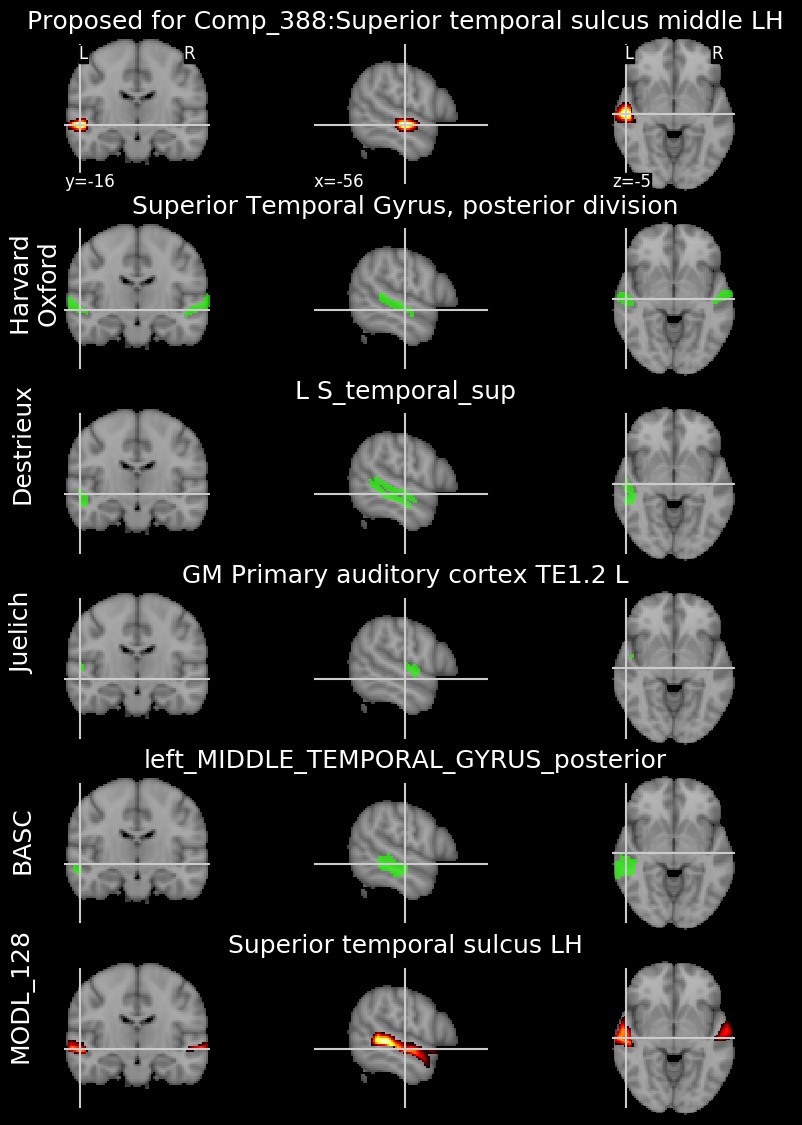 Proposed for Comp_388:Superior temporal sulcus middle LH
L R
L R
y=-16
x=-56
z=-5
Superior Temporal Gyrus, posterior division
Harvard
Oxford
L S_temporal_sup
Destrieux
GM Primary auditory cortex TE1.2 L
Juelich
left_MIDDLE_TEMPORAL_GYRUS_posterior
BASC
Superior temporal sulcus LH
MODL_128